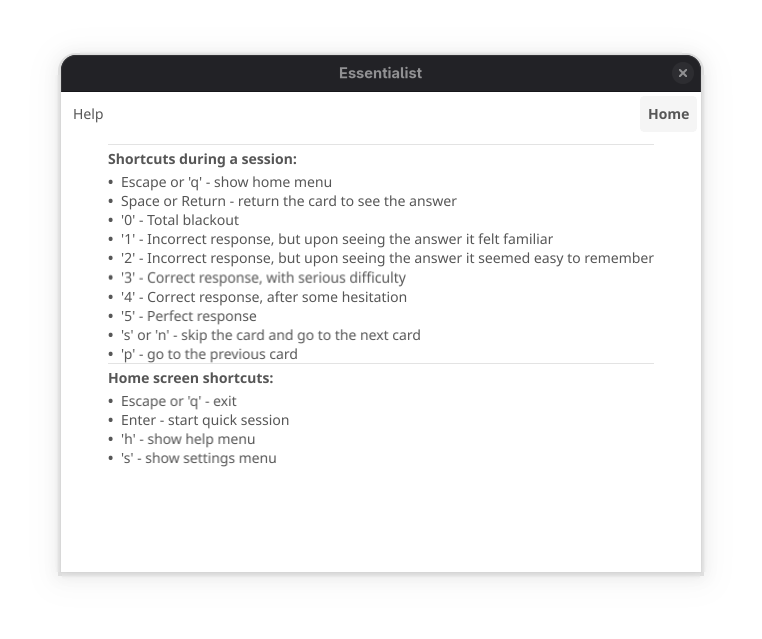 Essentialist
Help
Home
Shortcuts during a session:
• Escape or 'q' - show home menu
• Space or Return - return the card to see the answer
• '0' - Total blackout
• '1' - Incorrect response, but upon seeing the answer it felt familiar
• '2' - Incorrect response, but upon seeing the answer it seemed easy to remember
• '3' - Correct response, with serious difficulty
• '4' - Correct response, after some hesitation
• '5' - Perfect response
• 's' or 'n' - skip the card and go to the next card
• 'p' - go to the previous card
Home screen shortcuts:
• Escape or 'q' - exit
• Enter - start quick session
• 'h' - show help menu
• 's' - show settings menu